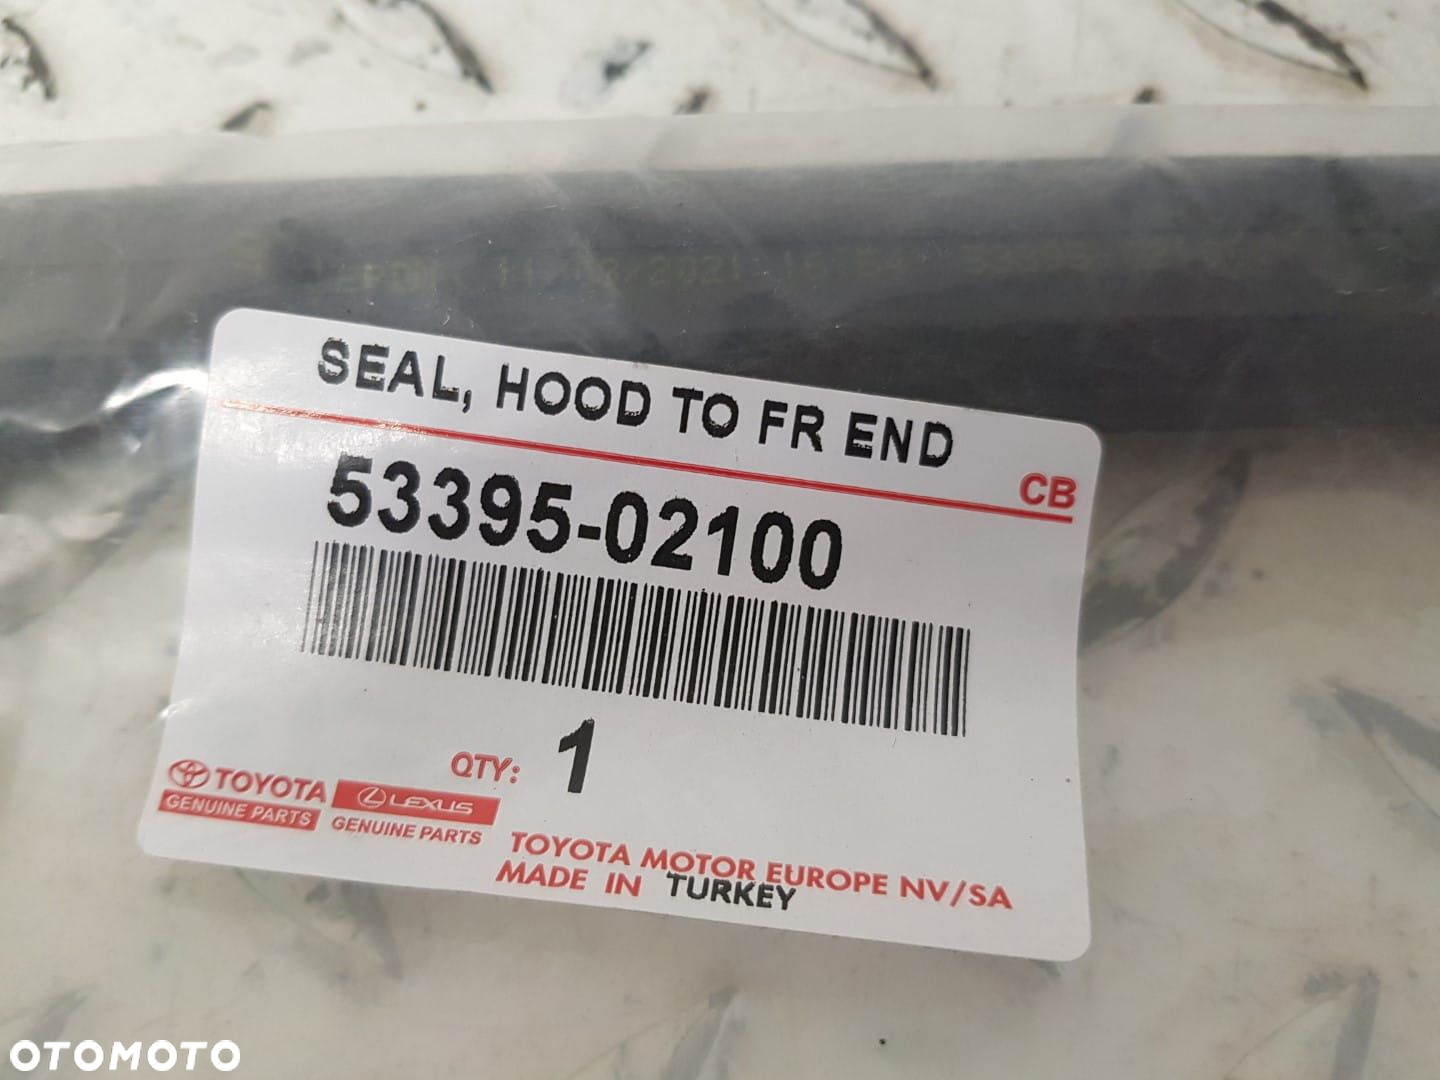 SEAL, HOOD TO FR END
CB
53395-02100
QTY: 1
TOYOTA
GENUINE PARTS
LEXUS
GENUINE PARTS
TOYOTA MOTOR EUROPE NV/SA
MADE IN TURKEY
OTOMOTO